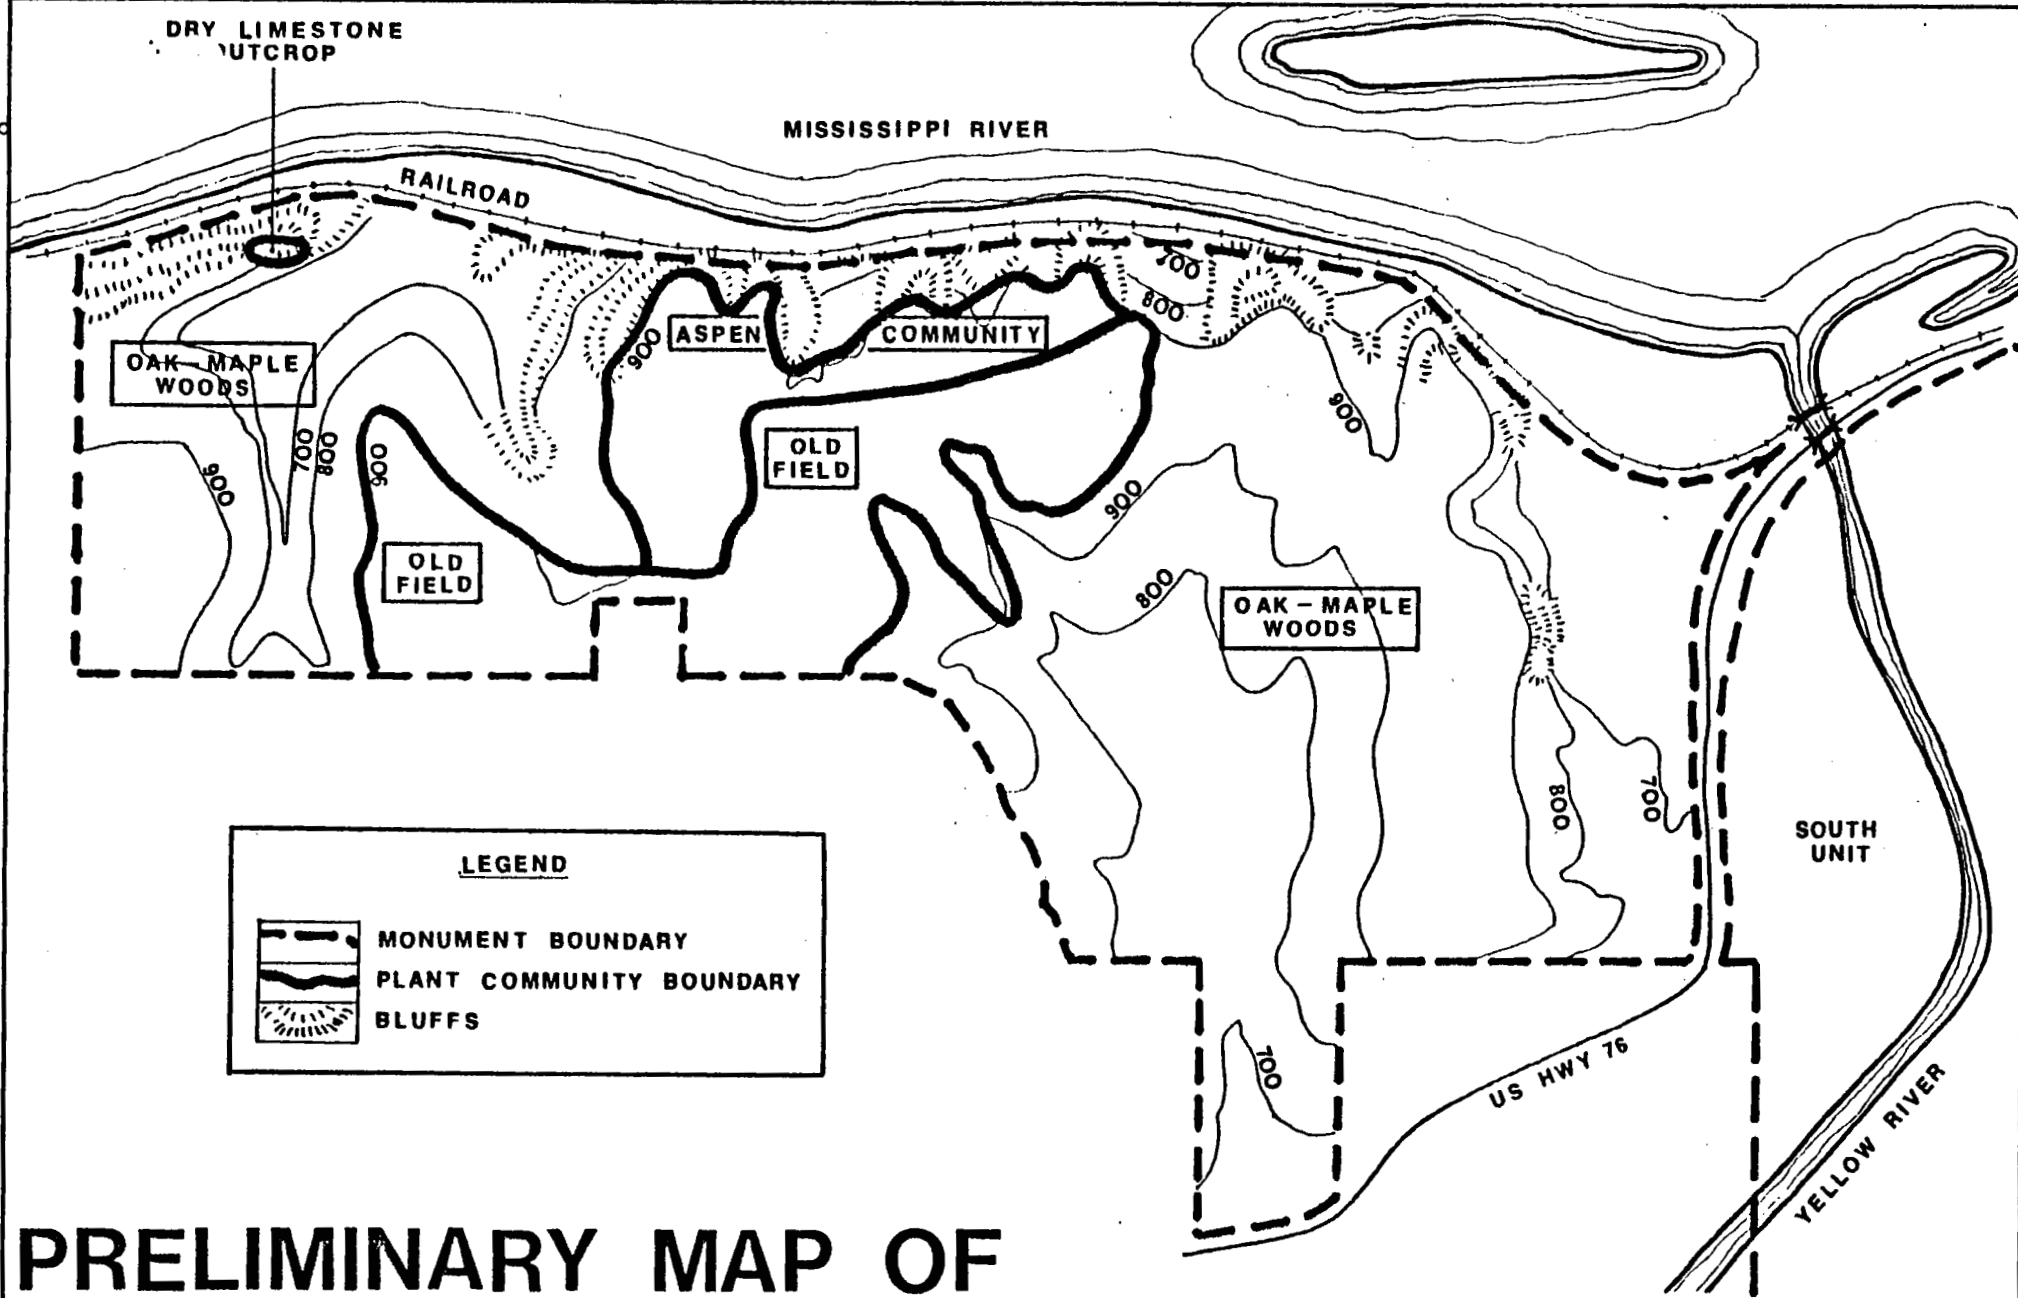 DRY LIMESTONE
UTCROP
MISSISSIPPI RIVER
RAILROAD
700
800
900
ASPEN COMMUNITY
OAK-MAPLE
WOODS
900
900
700
800
900
OLD
FIELD
900
OLD
FIELD
800
OAK-MAPLE
WOODS
800
700
SOUTH
UNIT
LEGEND
MONUMENT BOUNDARY
PLANT COMMUNITY BOUNDARY
BLUFFS
700
US HWY 76
YELLOW RIVER
PRELIMINARY MAP OF